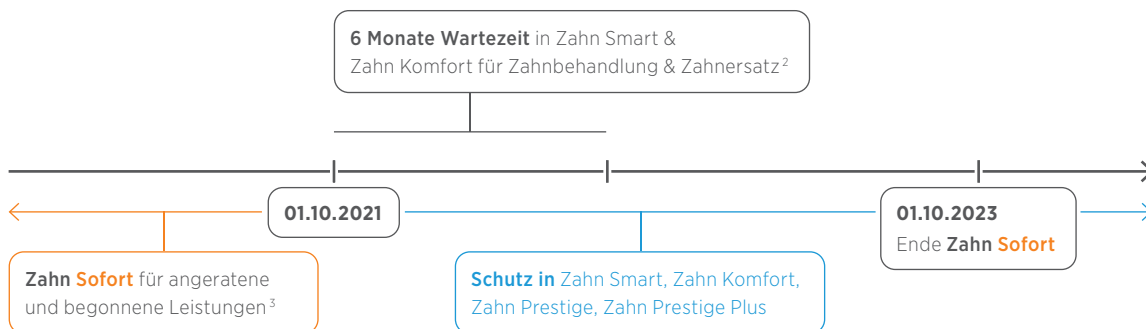 6 Monate Wartezeit in Zahn Smart &
Zahn Komfort für Zahnbehandlung & Zahnersatz²
01.10.2021
01.10.2023
Ende Zahn Sofort
Zahn Sofort für angeratene
und begonnene Leistungen³
Schutz in Zahn Smart, Zahn Komfort,
Zahn Prestige, Zahn Prestige Plus